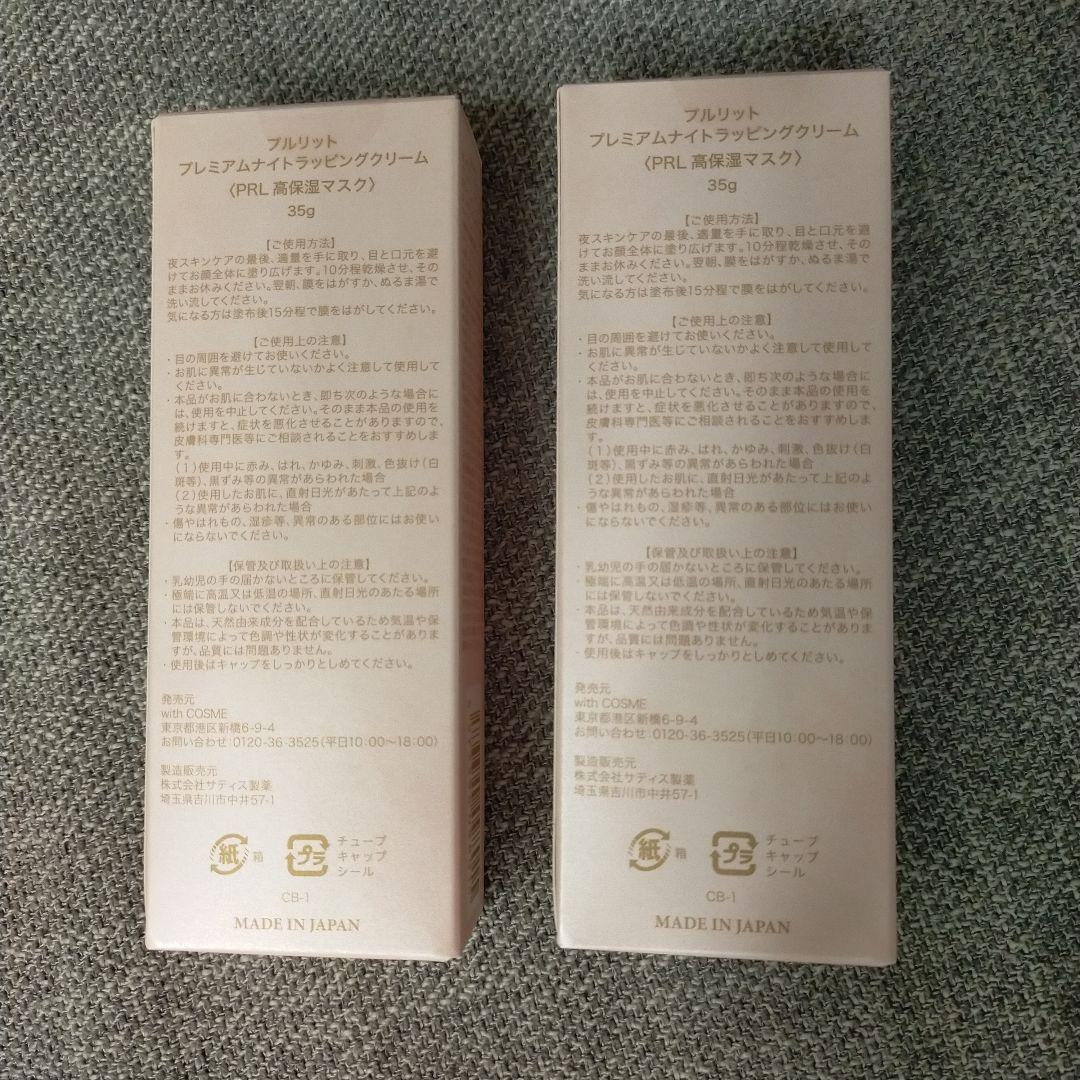 プルリット
プレミアムナイトラッピングクリーム
〈PRL 高保湿マスク〉
35g
【ご使用方法】
夜スキンケアの最後、適量を手に取り、目と口元を避
けてお顔全体に塗り広げます。10分程乾燥させ、その
ままお休みください。翌朝、膜をはがすか、ぬるま湯で
洗い流してください。
気になる方は塗布後15分程で膜をはがしてください。
【ご使用上の注意】
・目の周囲を避けてお使いください。
・お肌に異常が生じていないかよく注意して使用して
ください。
・本品がお肌に合わないとき、即ち次のような場合に
は、使用を中止してください。そのまま本品の使用を
続けますと、症状を悪化させることがありますので、
皮膚科専門医等にご相談されることをおすすめしま
す。
(1)使用中に赤み、はれ、かゆみ、刺激、色抜け(白
斑等)、黒ずみ等の異常があらわれた場合
(2)使用したお肌に、直射日光があたって上記のよ
うな異常があらわれた場合
・傷やはれもの、湿疹等、異常のある部位にはお使い
にならないでください。
【保管及び取扱い上の注意】
・乳幼児の手の届かないところに保管してください。
・極端に高温又は低温の場所、直射日光のあたる場所
には保管しないでください。
・本品は、天然由来成分を配合しているため気温や保
管環境によって色調や性状が変化することがありま
すが、品質には問題ありません。
・使用後はキャップをしっかりとしめてください。
発売元
with COSME
東京都港区新橋6-9-4
お問い合わせ:0120-36-3525(平日10:00〜18:00)
製造販売元
株式会社サティス製薬
埼玉県吉川市中井57-1
紙 箱
プラ チューブ
キャップ
シール
CB-1
MADE IN JAPAN
プルリット
プレミアムナイトラッピングクリーム
〈PRL 高保湿マスク〉
35g
【ご使用方法】
夜スキンケアの最後、適量を手に取り、目と口元を避
けてお顔全体に塗り広げます。10分程乾燥させ、その
ままお休みください。翌朝、膜をはがすか、ぬるま湯で
洗い流してください。
気になる方は塗布後15分程で膜をはがしてください。
【ご使用上の注意】
・目の周囲を避けてお使いください。
・お肌に異常が生じていないかよく注意して使用して
ください。
・本品がお肌に合わないとき、即ち次のような場合に
は、使用を中止してください。そのまま本品の使用を
続けますと、症状を悪化させることがありますので、
皮膚科専門医等にご相談されることをおすすめしま
す。
(1)使用中に赤み、はれ、かゆみ、刺激、色抜け(白
斑等)、黒ずみ等の異常があらわれた場合
(2)使用したお肌に、直射日光があたって上記のよ
うな異常があらわれた場合
・傷やはれもの、湿疹等、異常のある部位にはお使い
にならないでください。
【保管及び取扱い上の注意】
・乳幼児の手の届かないところに保管してください。
・極端に高温又は低温の場所、直射日光のあたる場所
には保管しないでください。
・本品は、天然由来成分を配合しているため気温や保
管環境によって色調や性状が変化することがありま
すが、品質には問題ありません。
・使用後はキャップをしっかりとしめてください。
発売元
with COSME
東京都港区新橋6-9-4
お問い合わせ:0120-36-3525(平日10:00〜18:00)
製造販売元
株式会社サティス製薬
埼玉県吉川市中井57-1
紙 箱
プラ チューブ
キャップ
シール
CB-1
MADE IN JAPAN